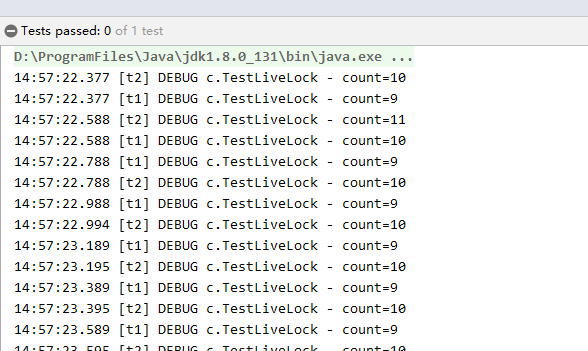 Tests passed: 0 of 1 test
D:\ProgramFiles\Java\jdk1.8.0_131\bin\java.exe ...
14:57:22.377 [t2] DEBUG c.TestLiveLock - count=10
14:57:22.377 [t1] DEBUG c.TestLiveLock - count=9
14:57:22.588 [t2] DEBUG c.TestLiveLock - count=11
14:57:22.588 [t1] DEBUG c.TestLiveLock - count=10
14:57:22.788 [t1] DEBUG c.TestLiveLock - count=9
14:57:22.788 [t2] DEBUG c.TestLiveLock - count=10
14:57:22.988 [t1] DEBUG c.TestLiveLock - count=9
14:57:22.994 [t2] DEBUG c.TestLiveLock - count=10
14:57:23.189 [t1] DEBUG c.TestLiveLock - count=9
14:57:23.195 [t2] DEBUG c.TestLiveLock - count=10
14:57:23.389 [t1] DEBUG c.TestLiveLock - count=9
14:57:23.395 [t2] DEBUG c.TestLiveLock - count=10
14:57:23.589 [t1] DEBUG c.TestLiveLock - count=9
14:57:23.595 [t2] DEBUG c.TestLiveLock - count=10